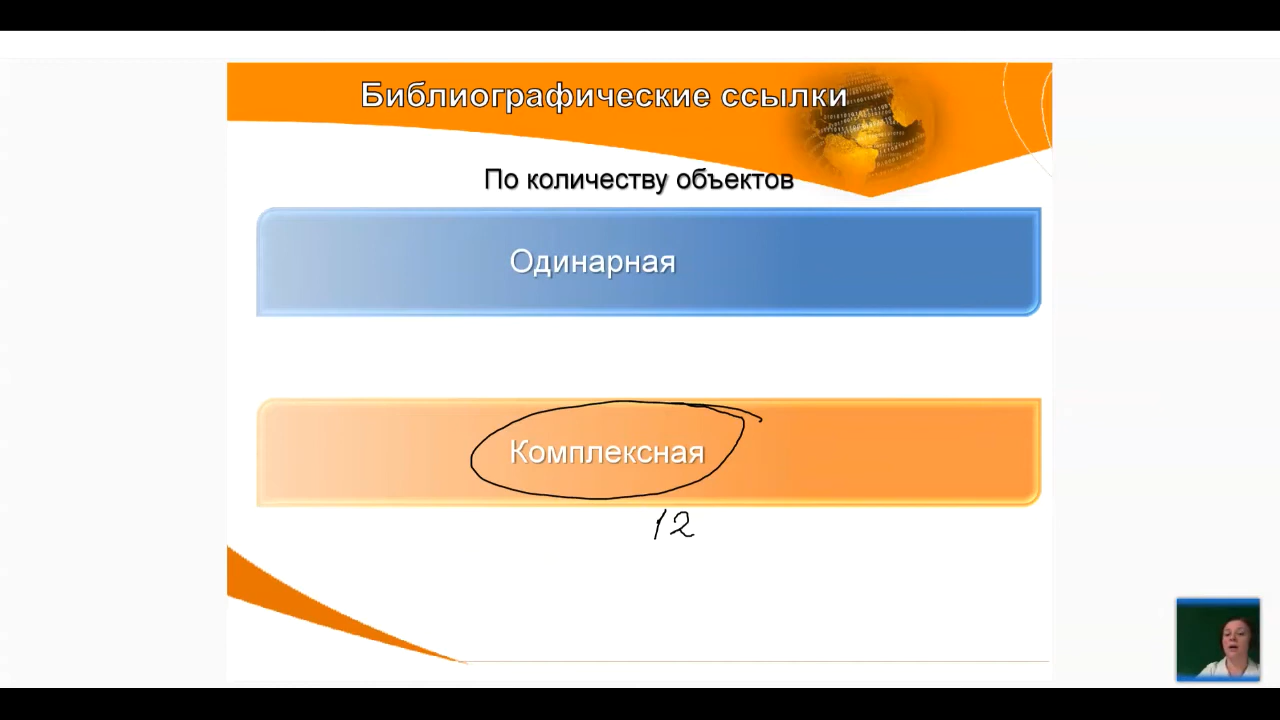 Библиографические ссылки
По количеству объектов
Одинарная
Комплексная
12